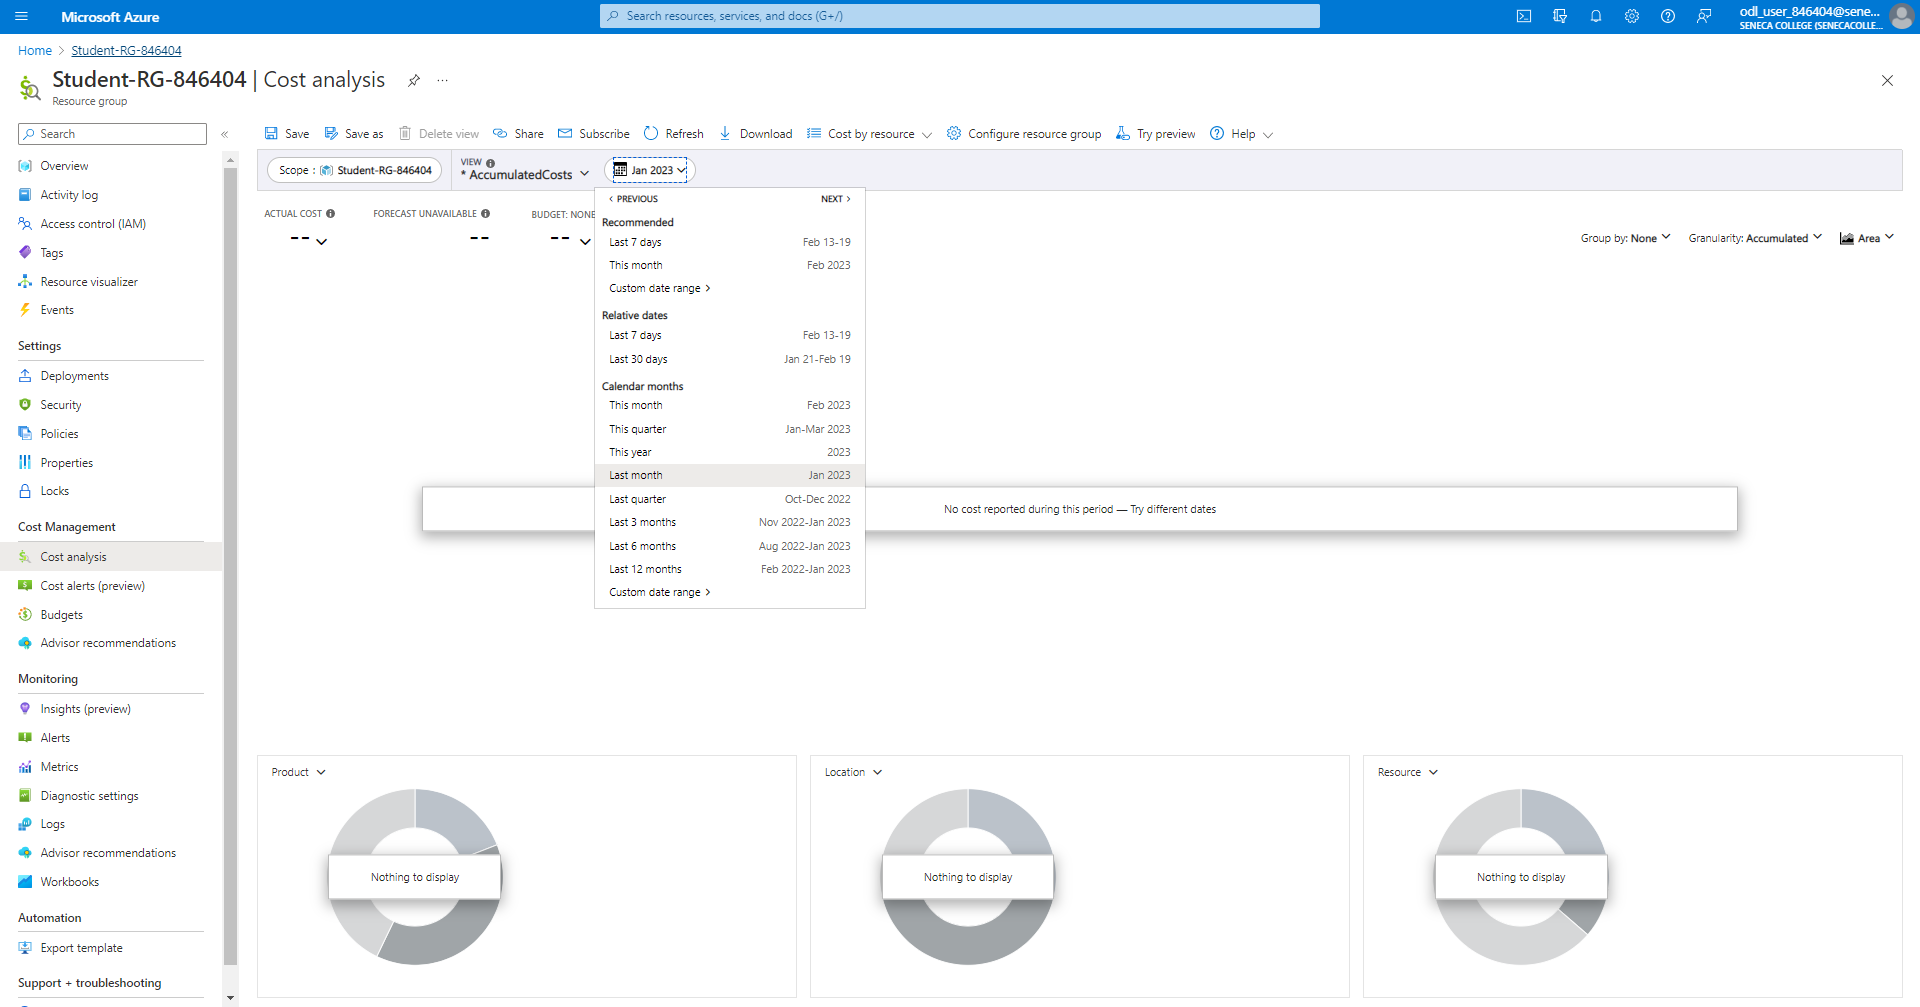 Microsoft Azure
Search resources, services, and docs (G+/)
odl_user_846404@sene...
SENECA COLLEGE (SENECACOLLE...
Home > Student-RG-846404
Student-RG-846404 | Cost analysis
Resource group
Search
Overview
Activity log
Access control (IAM)
Tags
Resource visualizer
Events
Settings
Deployments
Security
Policies
Properties
Locks
Cost Management
Cost analysis
Cost alerts (preview)
Budgets
Advisor recommendations
Monitoring
Insights (preview)
Alerts
Metrics
Diagnostic settings
Logs
Advisor recommendations
Workbooks
Automation
Export template
Support + troubleshooting
Save Save as Delete view Share Subscribe Refresh Download Cost by resource Configure resource group Try preview Help
Scope : Student-RG-846404
VIEW
* AccumulatedCosts
Jan 2023
ACTUAL COST
--
FORECAST UNAVAILABLE
--
BUDGET: NONE
--
Group by: None Granularity: Accumulated Area
< PREVIOUS NEXT >
Recommended
Last 7 days Feb 13-19
This month Feb 2023
Custom date range >
Relative dates
Last 7 days Feb 13-19
Last 30 days Jan 21-Feb 19
Calendar months
This month Feb 2023
This quarter Jan-Mar 2023
This year 2023
Last month Jan 2023
Last quarter Oct-Dec 2022
Last 3 months Nov 2022-Jan 2023
Last 6 months Aug 2022-Jan 2023
Last 12 months Feb 2022-Jan 2023
Custom date range >
No cost reported during this period — Try different dates
Product
Nothing to display
Location
Nothing to display
Resource
Nothing to display